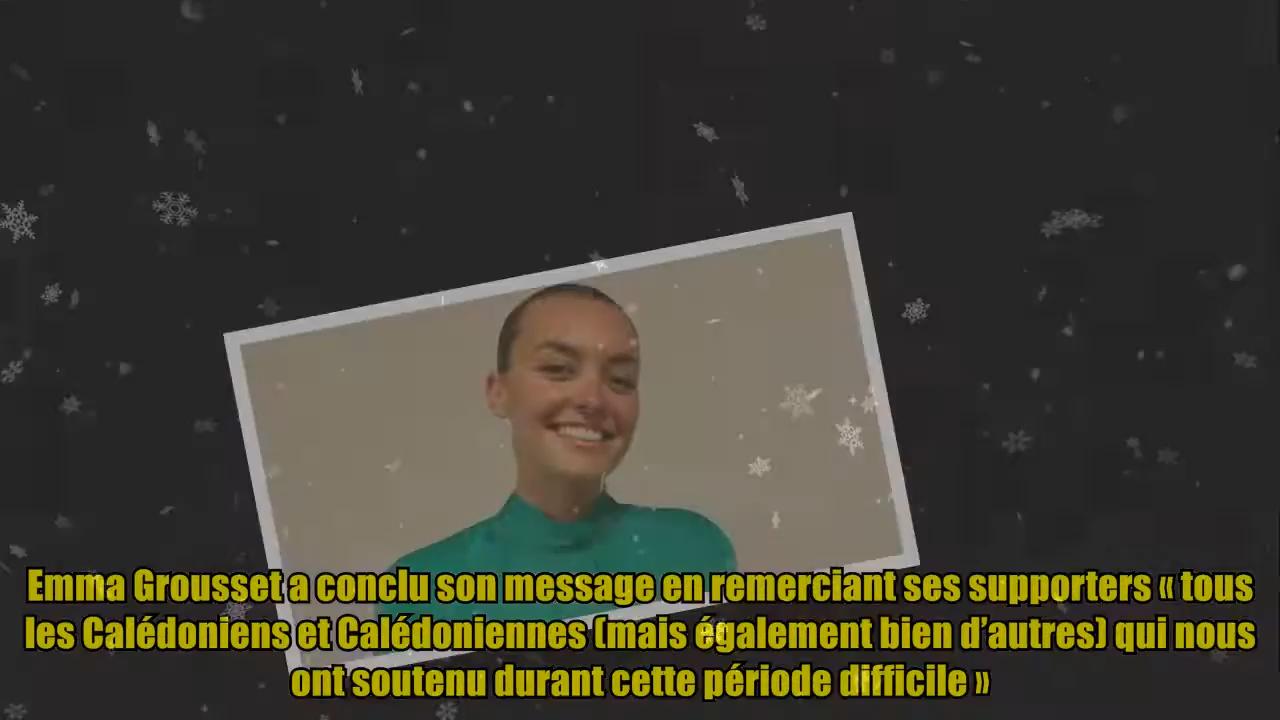 Emma Grousset a conclu son message en remerciant ses supporters « tous
les Calédoniens et Calédoniennes (mais également bien d’autres) qui nous
ont soutenu durant cette période difficile »